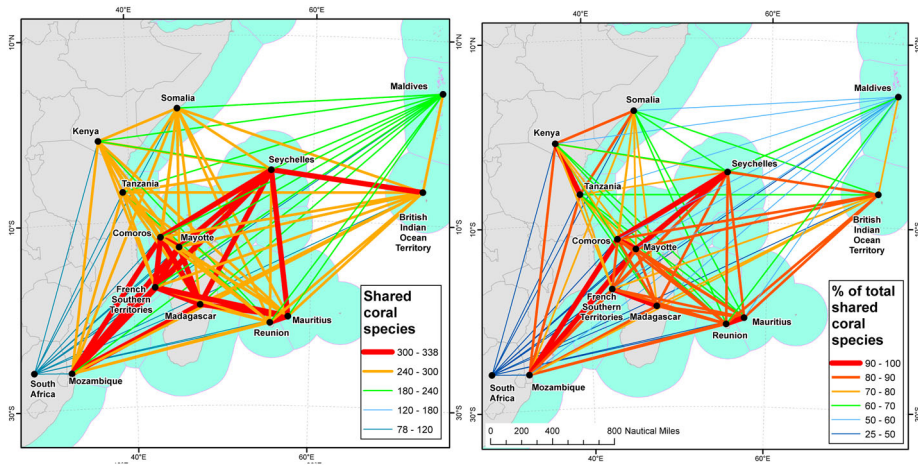 40°E
60°E
10°N
Maldives
Somalia
Kenya
Seychelles
Tanzania
10°S
Comoros
Mayotte
British
Indian
Ocean
Territory
French
Southern
Territories
Madagascar
Mauritius
Reunion
South
Africa
Mozambique
30°S
40°E
60°E
Shared
coral
species
300 - 338
240 - 300
180 - 240
120 - 180
78 - 120
40°E
60°E
10°N
Maldives
Somalia
Kenya
Seychelles
Tanzania
10°S
Comoros
Mayotte
British
Indian
Ocean
Territory
French
Southern
Territories
Madagascar
Mauritius
Reunion
South
Africa
Mozambique
30°S
0 200 400 800 Nautical Miles
60°E
% of total
shared
coral
species
90 - 100
80 - 90
70 - 80
60 - 70
50 - 60
25 - 50